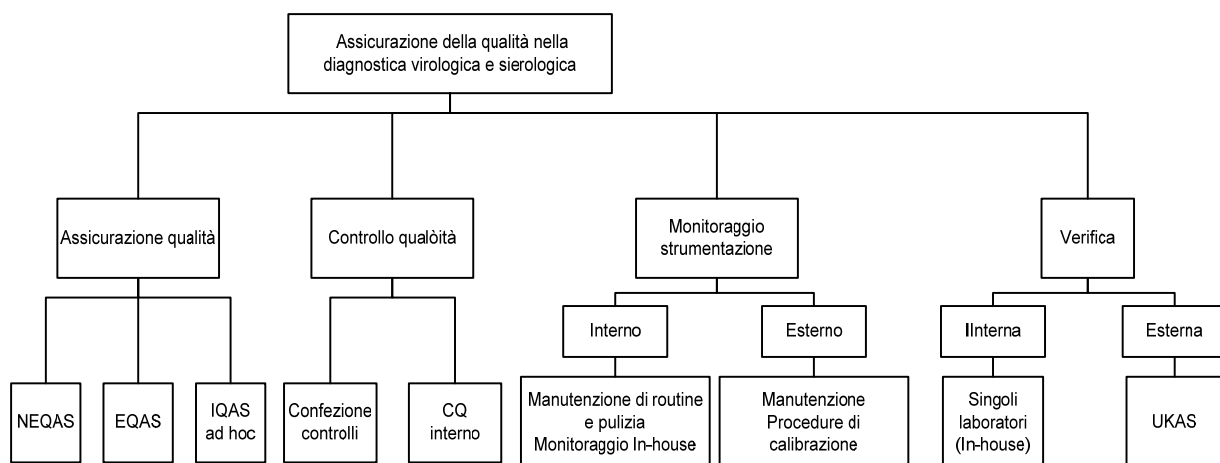 Assicurazione della qualità nella
diagnostica virologica e sierologica
Assicurazione qualità
Controllo qualòità
Monitoraggio
strumentazione
Verifica
Interno
Esterno
IInterna
Esterna
NEQAS
EQAS
IQAS
ad hoc
Confezione
controlli
CQ
interno
Manutenzione di routine
e pulizia
Monitoraggio In-house
Manutenzione
Procedure di
calibrazione
Singoli
laboratori
(In-house)
UKAS